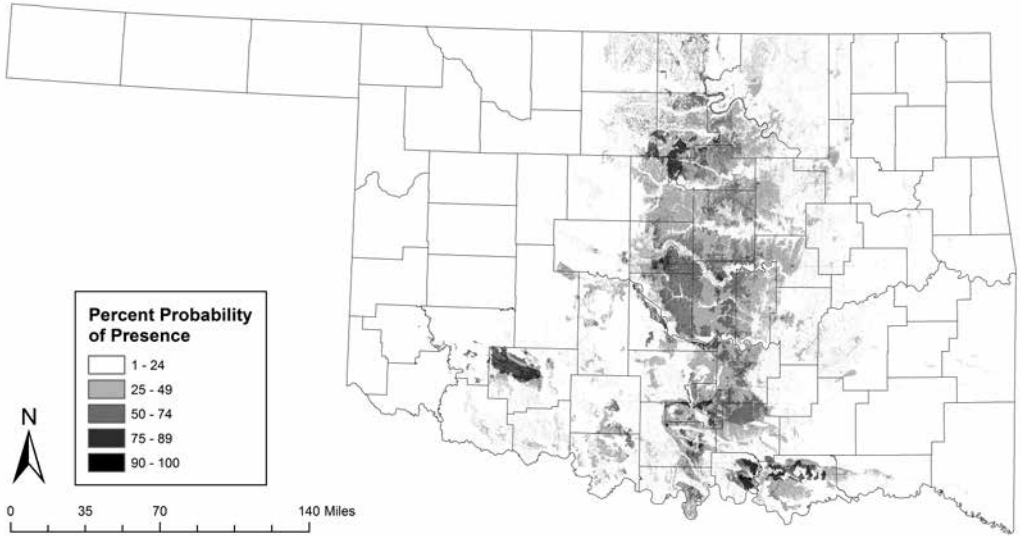 Percent Probability
of Presence
1 - 24
25 - 49
50 - 74
75 - 89
90 - 100
N
0 35 70 140 Miles